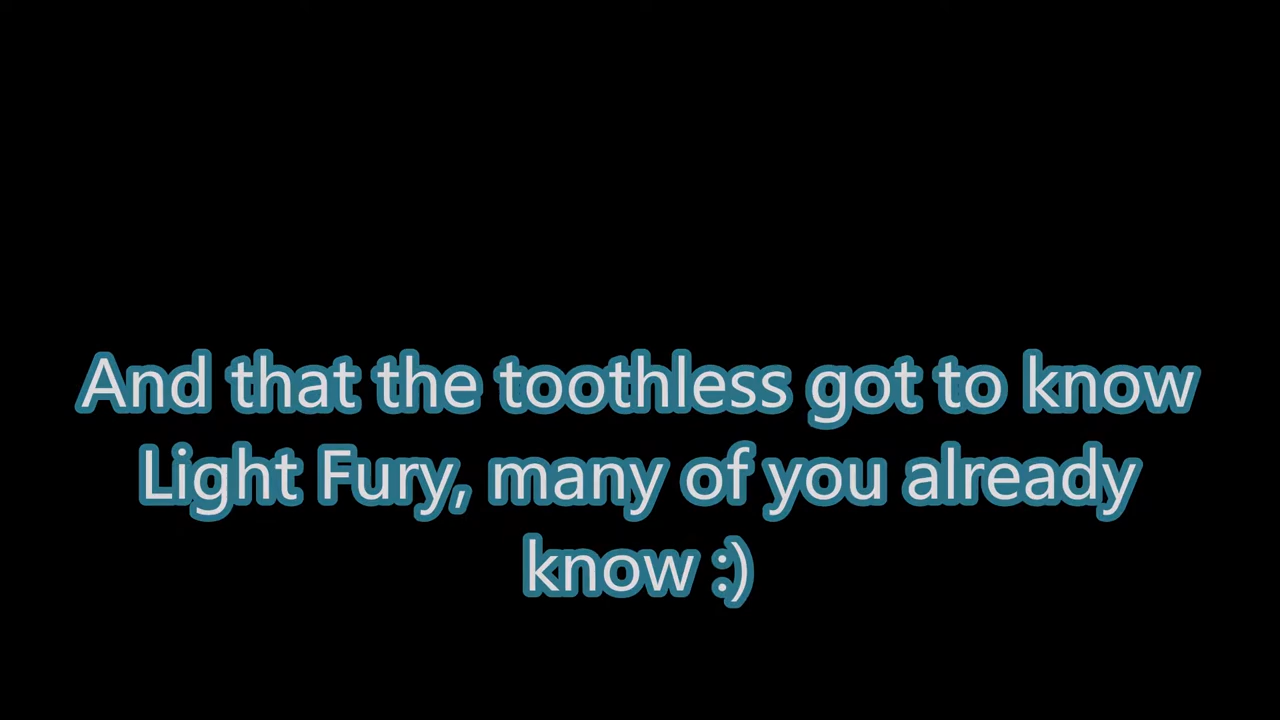 And that the toothless got to know
Light Fury, many of you already
know :)